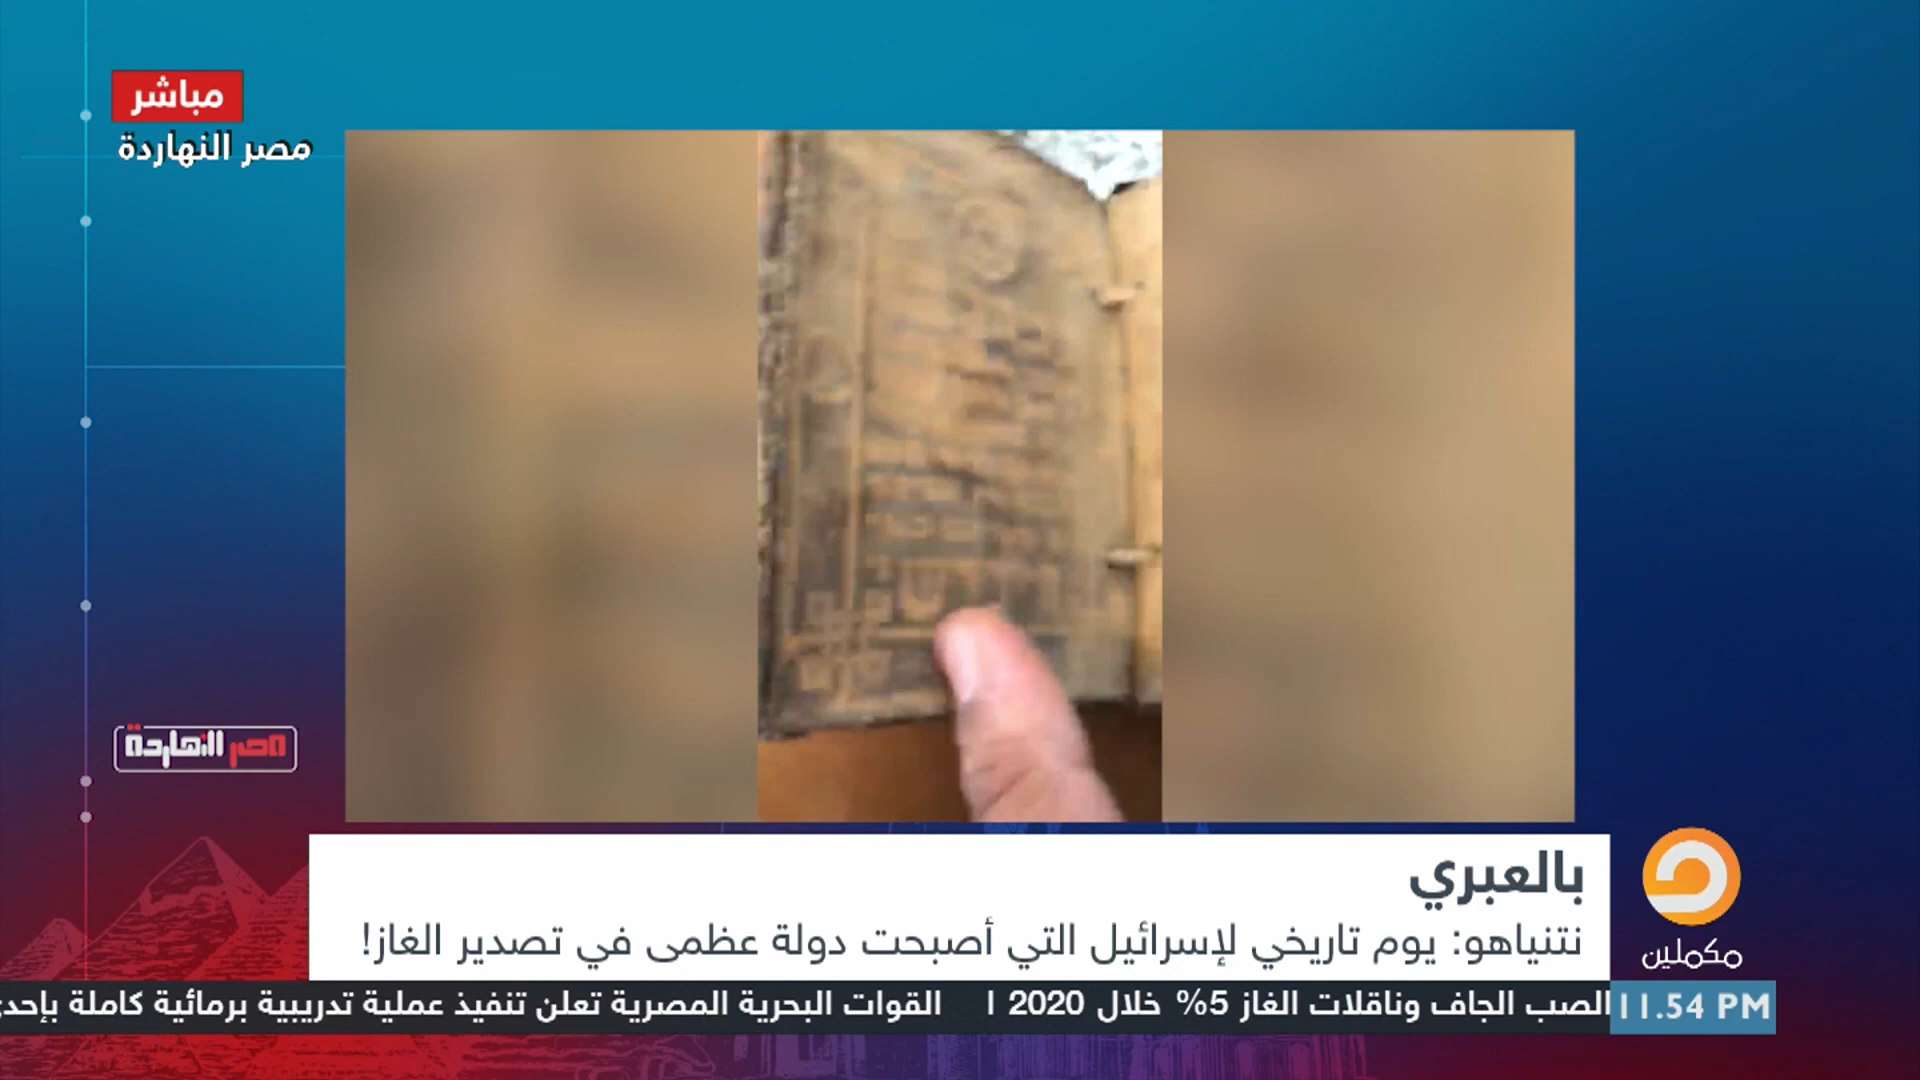 مباشر
مصر النهاردة
مصر النهاردة
بالعبري
نتنياهو: يوم تاريخي لإسرائيل التي أصبحت دولة عظمى في تصدير الغاز!
مكملين
الصب الجاف وناقلات الغاز 5% خلال 2020 | القوات البحرية المصرية تعلن تنفيذ عملية تدريبية برمائية كاملة بإحدى
11.54 PM